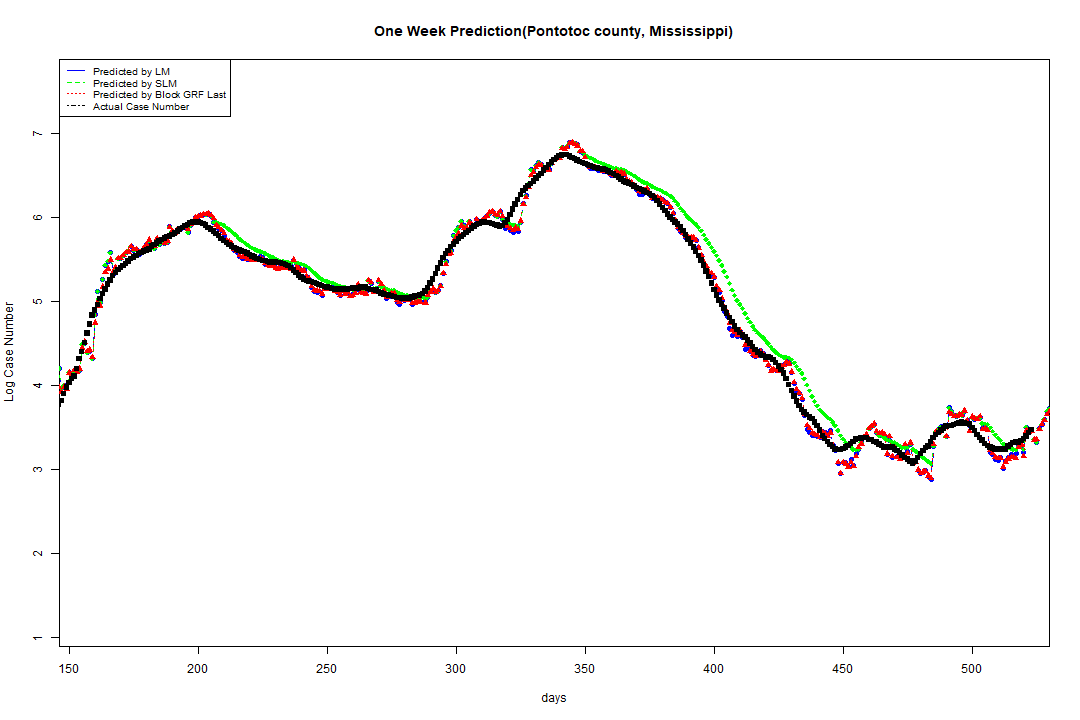 One Week Prediction(Pontotoc county, Mississippi)
Predicted by LM
Predicted by SLM
Predicted by Block GRF Last
Actual Case Number
7
6
5
4
3
2
1
Log Case Number
150 200 250 300 350 400 450 500
days